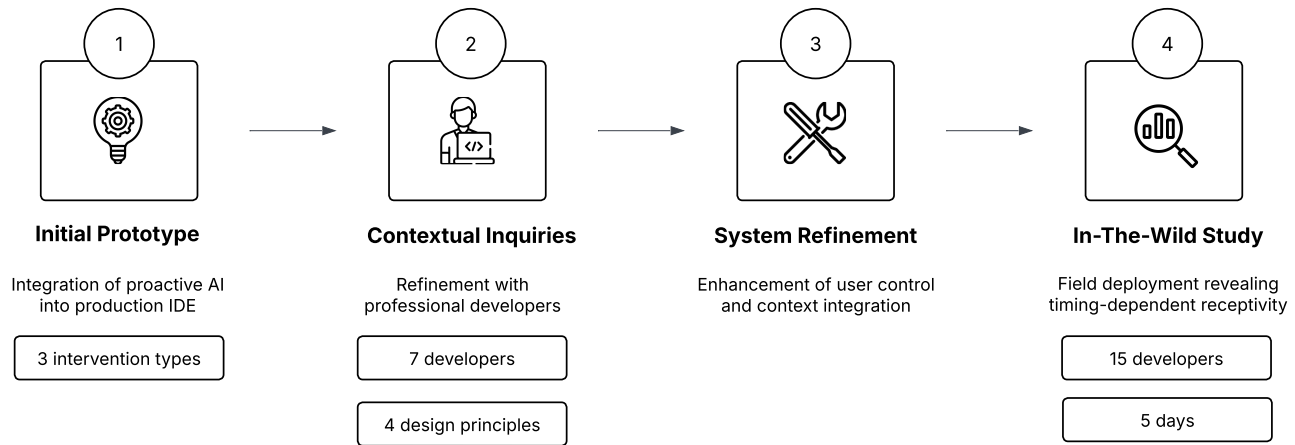 1
2
3
4
</>
Initial Prototype
Contextual Inquiries
System Refinement
In-The-Wild Study
Integration of proactive AI
into production IDE
Refinement with
professional developers
Enhancement of user control
and context integration
Field deployment revealing
timing-dependent receptivity
3 intervention types
7 developers
4 design principles
15 developers
5 days